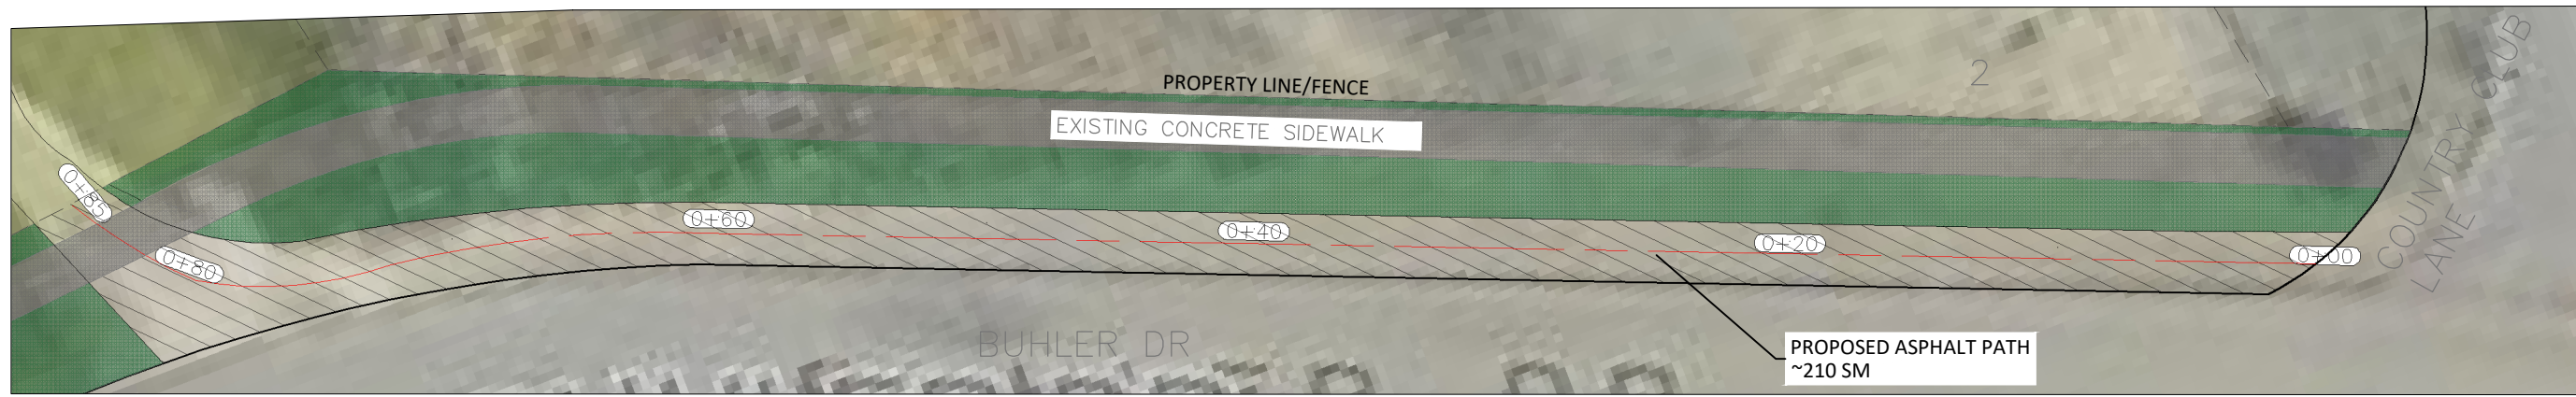 PROPERTY LINE/FENCE
2
EXISTING CONCRETE SIDEWALK
COUNTRY CLUB
LANE
0+85
0+80
0+60
0+40
0+20
0+00
BUHLER DR
PROPOSED ASPHALT PATH
~210 SM